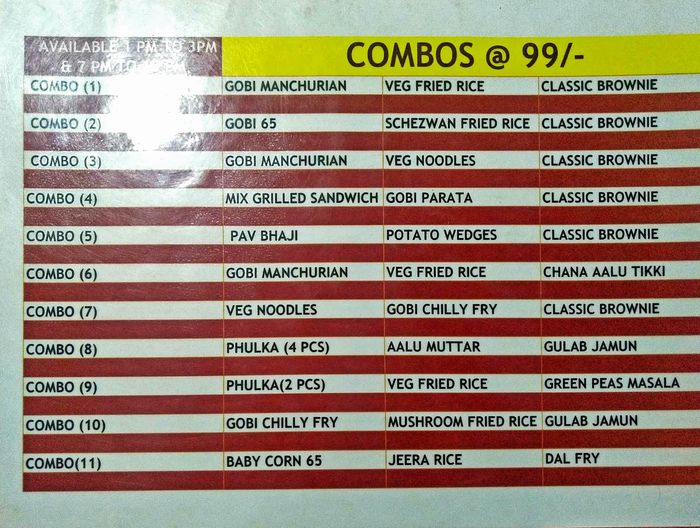 AVAILABLE 1 PM TO 3PM
& 7 PM TO PM
COMBOS @ 99/-
COMBO (1) GOBI MANCHURIAN VEG FRIED RICE CLASSIC BROWNIE
COMBO (2) GOBI 65 SCHEZWAN FRIED RICE CLASSIC BROWNIE
COMBO (3) GOBI MANCHURIAN VEG NOODLES CLASSIC BROWNIE
COMBO (4) MIX GRILLED SANDWICH GOBI PARATA CLASSIC BROWNIE
COMBO (5) PAV BHAJI POTATO WEDGES CLASSIC BROWNIE
COMBO (6) GOBI MANCHURIAN VEG FRIED RICE CHANA AALU TIKKI
COMBO (7) VEG NOODLES GOBI CHILLY FRY CLASSIC BROWNIE
COMBO (8) PHULKA (4 PCS) AALU MUTTAR GULAB JAMUN
COMBO (9) PHULKA(2 PCS) VEG FRIED RICE GREEN PEAS MASALA
COMBO (10) GOBI CHILLY FRY MUSHROOM FRIED RICE GULAB JAMUN
COMBO(11) BABY CORN 65 JEERA RICE DAL FRY